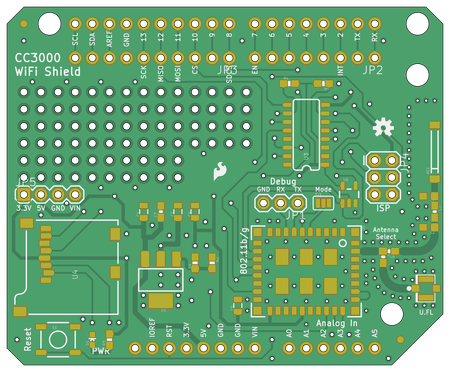 SCL SDA AREF GND 13 12 11 10 9 8 7 6 5 4 3 2 TX RX
CC3000
WiFi Shield
SCK MISO MOSI CS EN INT
JP2
Debug
GND RX TX
Mode
ISP
3.3V 5V GND VIN
JP1
802.11b/g
Antenna
Select
U4
U.FL
Analog In
Reset
PWR
IOREF RST 3.3V 5V GND GND VIN A0 A1 A2 A3 A4 A5